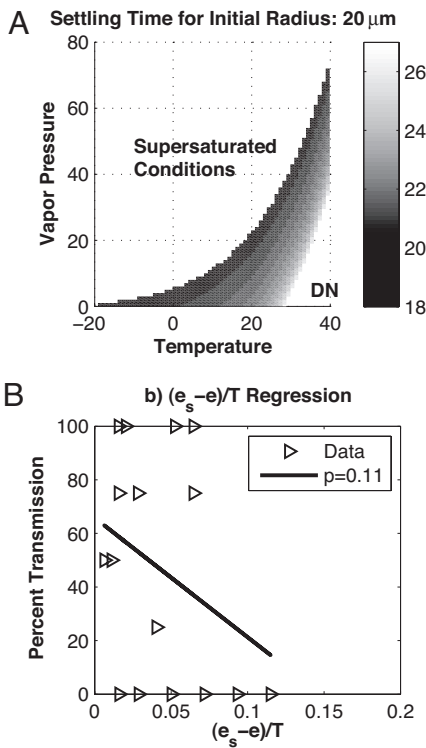 A
Settling Time for Initial Radius: 20 μm
80
60
40
20
0
Vapor Pressure
Supersaturated
Conditions
DN
-20
0
20
40
Temperature
26
24
22
20
18
B
b) (e_s−e)/T Regression
100
80
60
40
20
0
Percent Transmission
Data
p=0.11
0
0.05
0.1
0.15
0.2
(e_s−e)/T